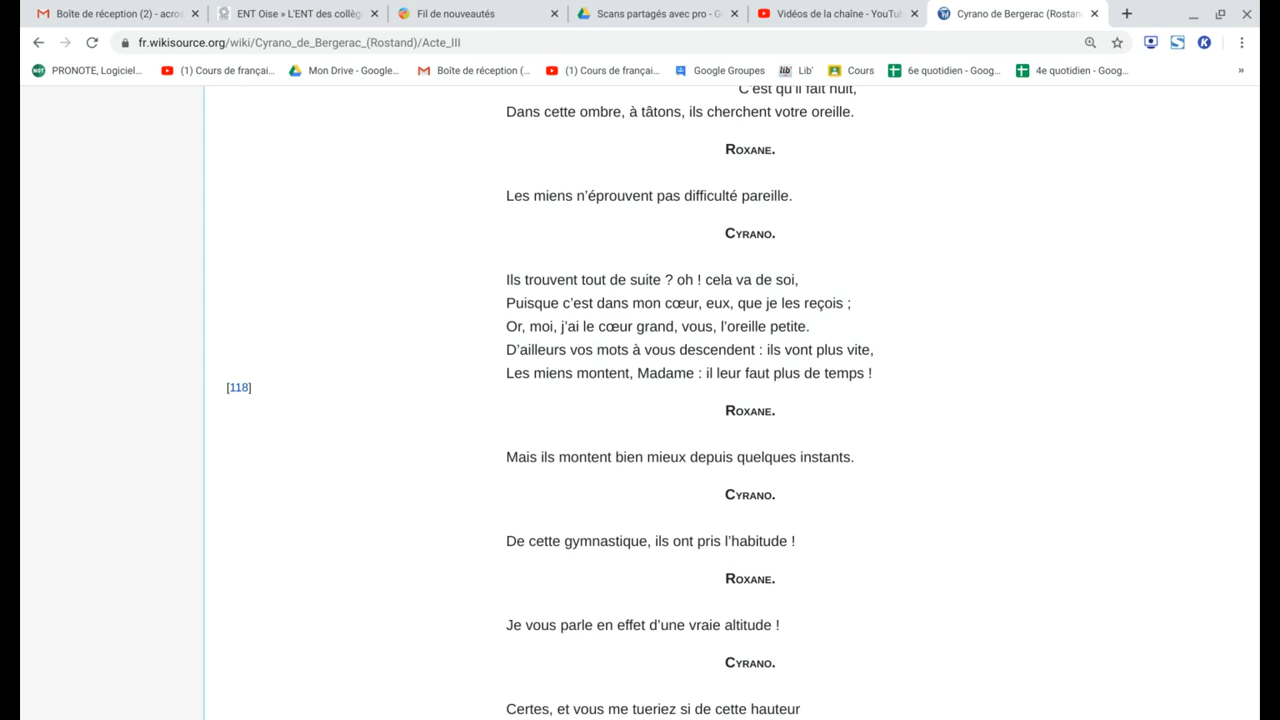 Boîte de réception (2) - acros
ENT Oise » L'ENT des collèg
Fil de nouveautés
Scans partagés avec pro - G
Vidéos de la chaîne - YouTu
Cyrano de Bergerac (Rostan
fr.wikisource.org/wiki/Cyrano_de_Bergerac_(Rostand)/Acte_III
PRONOTE, Logiciel...
(1) Cours de françai...
Mon Drive - Google...
Boîte de réception (...
(1) Cours de françai...
Google Groupes
lib' Lib'
Cours
6e quotidien - Goog...
4e quotidien - Goog...
»
C'est qu'il fait nuit,
Dans cette ombre, à tâtons, ils cherchent votre oreille.
Roxane.
Les miens n'éprouvent pas difficulté pareille.
Cyrano.
Ils trouvent tout de suite ? oh ! cela va de soi,
Puisque c'est dans mon cœur, eux, que je les reçois ;
Or, moi, j'ai le cœur grand, vous, l'oreille petite.
D'ailleurs vos mots à vous descendent : ils vont plus vite,
Les miens montent, Madame : il leur faut plus de temps !
[118]
Roxane.
Mais ils montent bien mieux depuis quelques instants.
Cyrano.
De cette gymnastique, ils ont pris l'habitude !
Roxane.
Je vous parle en effet d'une vraie altitude !
Cyrano.
Certes, et vous me tueriez si de cette hauteur